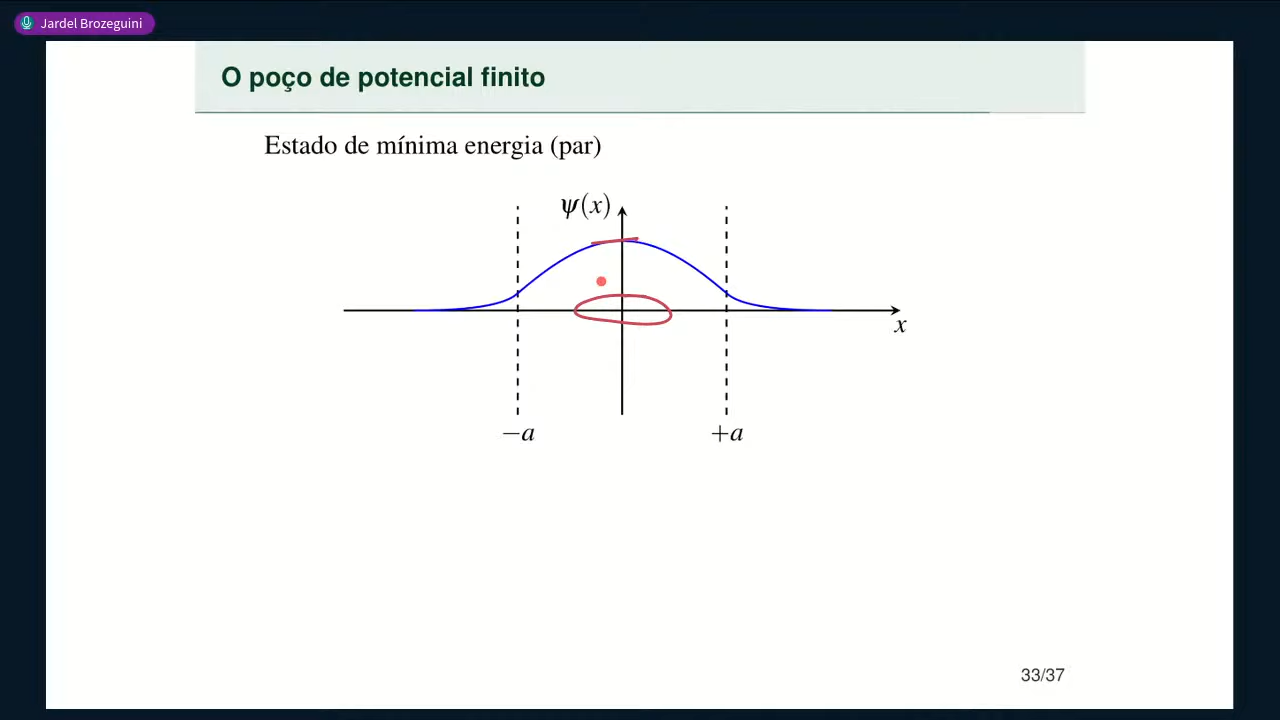 Jardel Brozeguini
O poço de potencial finito
Estado de mínima energia (par)
ψ(x)
x
−a
+a
33/37